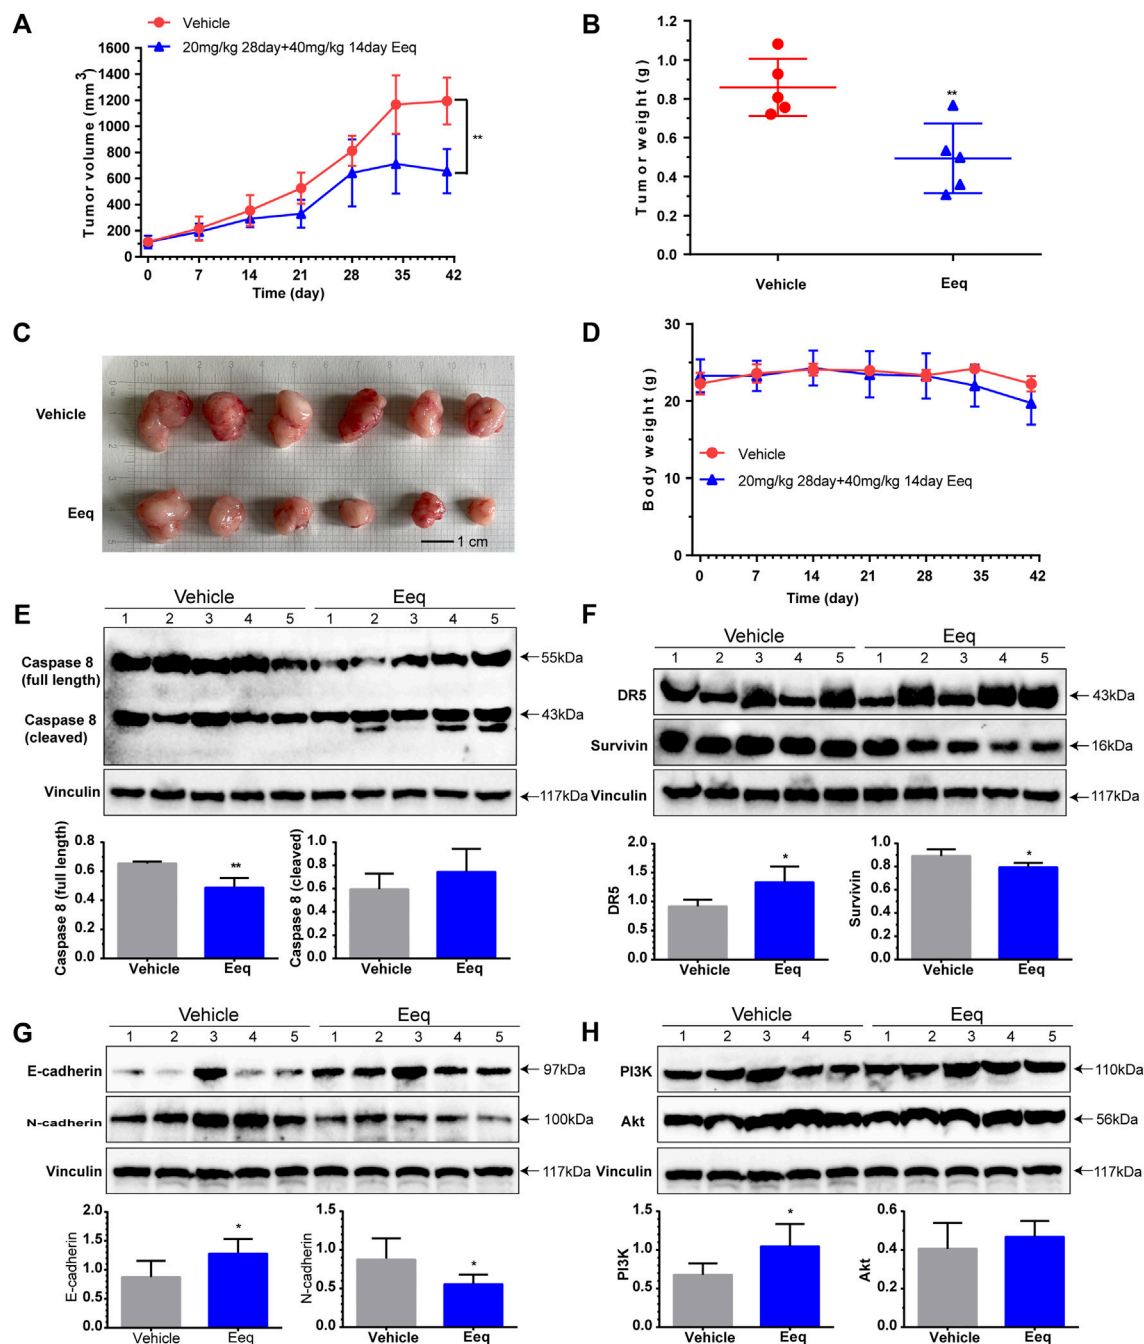 A
Vehicle
20mg/kg 28day+40mg/kg 14day Eeq
Tumor volume (mm³)
1600
1400
1200
1000
800
600
400
200
0
**
0 7 14 21 28 35 42
Time (day)
B
Tumor weight (g)
1.2
1.0
0.8
0.6
0.4
0.2
0.0
**
Vehicle Eeq
C
Vehicle
Eeq
1 cm
D
Body weight (g)
30
20
10
0
Vehicle
20mg/kg 28day+40mg/kg 14day Eeq
0 7 14 21 28 35 42
Time (day)
E
Vehicle Eeq
1 2 3 4 5 1 2 3 4 5
Caspase 8
(full length)
55kDa
Caspase 8
(cleaved)
43kDa
Vinculin
117kDa
Caspase 8 (full length)
0.8
0.6
0.4
0.2
0.0
**
Vehicle Eeq
Caspase 8 (cleaved)
1.0
0.8
0.6
0.4
0.2
0.0
Vehicle Eeq
F
Vehicle Eeq
1 2 3 4 5 1 2 3 4 5
DR5
43kDa
Survivin
16kDa
Vinculin
117kDa
DR5
2.0
1.5
1.0
0.5
0.0
*
Vehicle Eeq
Survivin
1.0
0.8
0.6
0.4
0.2
0.0
*
Vehicle Eeq
G
Vehicle Eeq
1 2 3 4 5 1 2 3 4 5
E-cadherin
97kDa
N-cadherin
100kDa
Vinculin
117kDa
E-cadherin
2.0
1.5
1.0
0.5
0.0
*
Vehicle Eeq
N-cadherin
1.5
1.0
0.5
0.0
*
Vehicle Eeq
H
Vehicle Eeq
1 2 3 4 5 1 2 3 4 5
PI3K
110kDa
Akt
56kDa
Vinculin
117kDa
PI3K
2.0
1.5
1.0
0.5
0.0
*
Vehicle Eeq
Akt
0.6
0.4
0.2
0.0
Vehicle Eeq